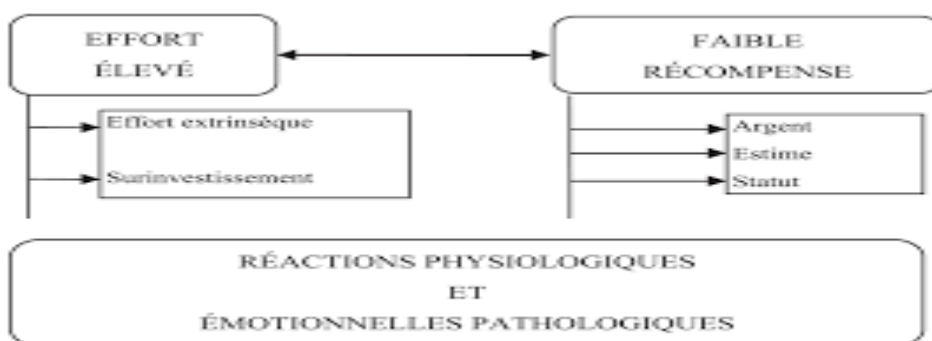 EFFORT
ÉLEVÉ
FAIBLE
RÉCOMPENSE
Effort extrinsèque
Surinvestissement
Argent
Estime
Statut
RÉACTIONS PHYSIOLOGIQUES
ET
ÉMOTIONNELLES PATHOLOGIQUES